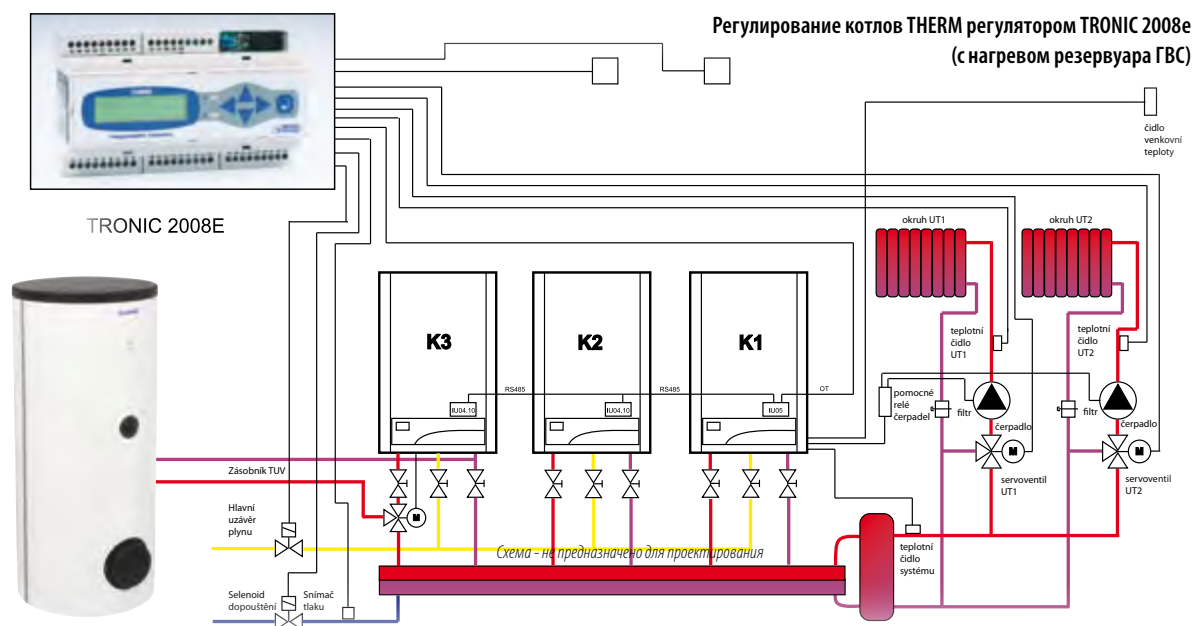 Регулирование котлов THERM регулятором TRONIC 2008e
(с нагревом резервуара ГВС)
čidlo
venkovní
teploty
TRONIC 2008E
okruh UT1
okruh UT2
K3
K2
K1
teplotní
čidlo
UT1
teplotní
čidlo
UT2
RS485
RS485
OT
IU04.10
IU04.10
IU05
pomocné
relé
čerpadel
filtr
filtr
čerpadlo
čerpadlo
M
M
servoventil
UT1
servoventil
UT2
Zásobník TUV
Hlavní
uzávěr
plynu
M
Схема - не предназначено для проектирования
teplotní
čidlo
systému
Selenoid
dopouštění
Snímač
tlaku